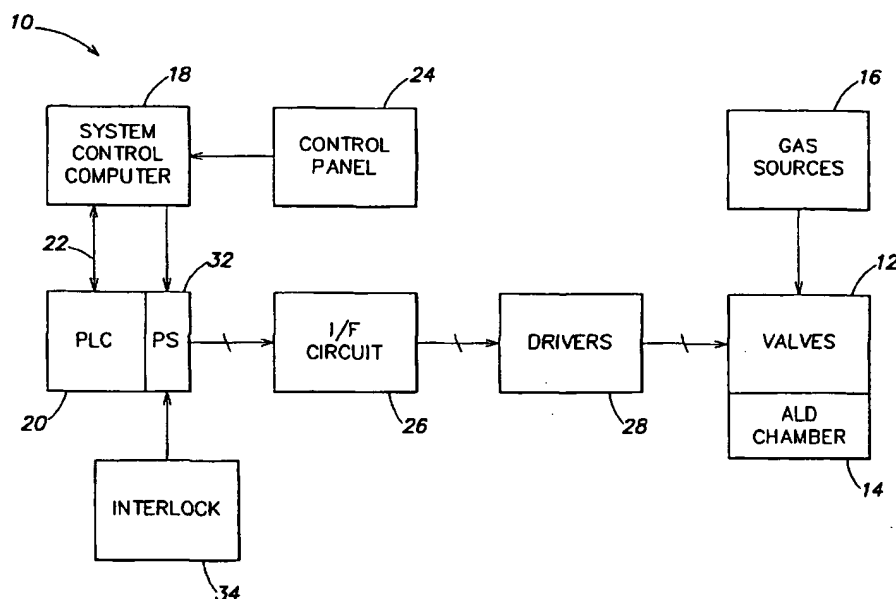 10
18
24
16
SYSTEM
CONTROL
COMPUTER
CONTROL
PANEL
GAS
SOURCES
22
32
12
PLC
PS
I/F
CIRCUIT
DRIVERS
VALVES
ALD
CHAMBER
20
26
28
14
INTERLOCK
34